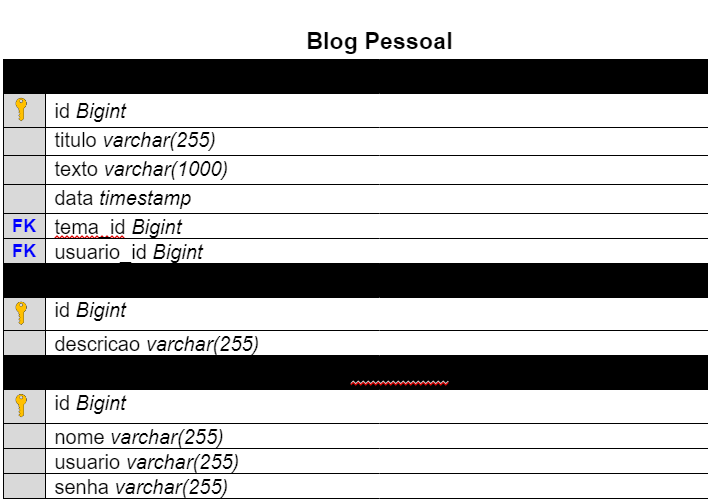 Blog Pessoal
id Bigint
titulo varchar(255)
texto varchar(1000)
data timestamp
FK tema_id Bigint
FK usuario_id Bigint
id Bigint
descricao varchar(255)
id Bigint
nome varchar(255)
usuario varchar(255)
senha varchar(255)